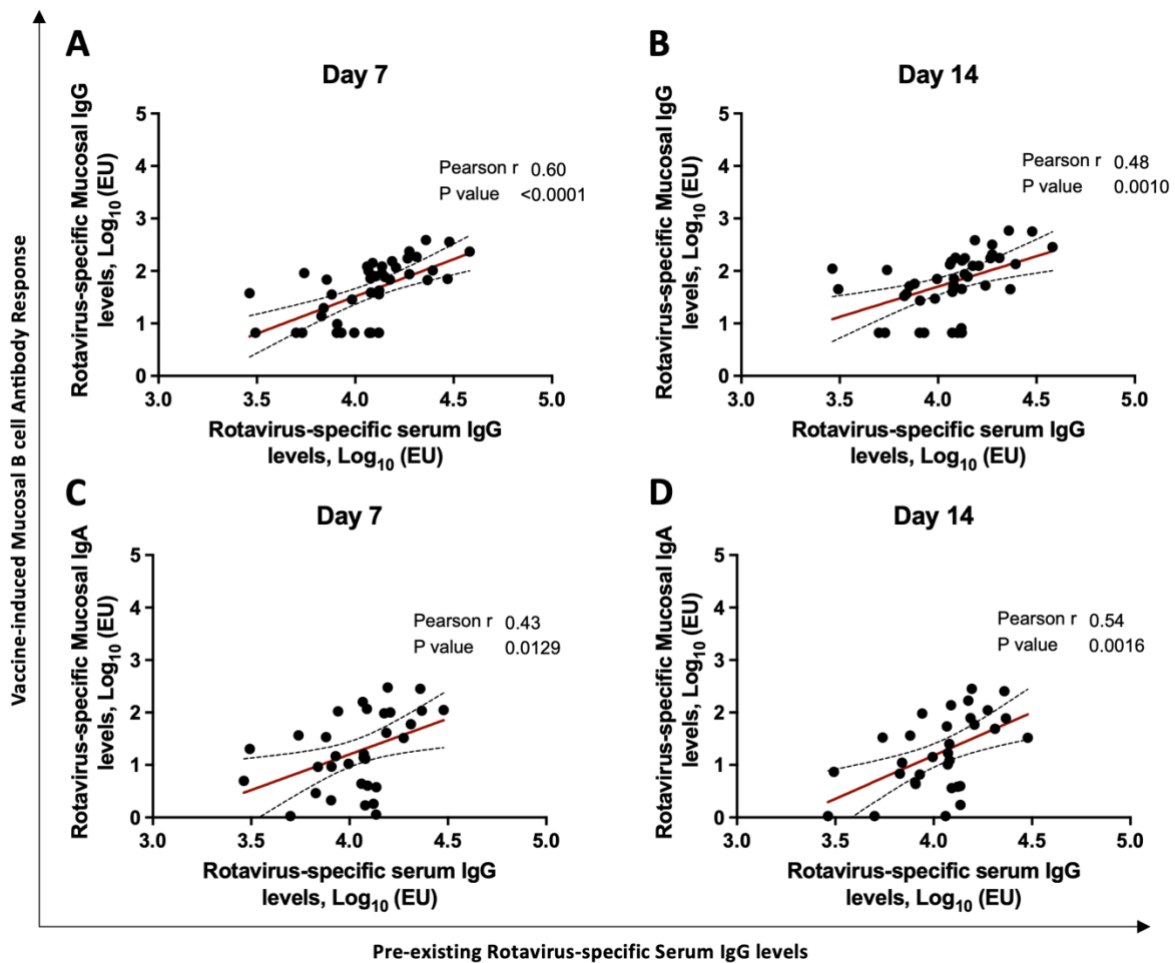 Vaccine-induced Mucosal B cell Antibody Response
A
Day 7
Rotavirus-specific Mucosal IgG
levels, Log10 (EU)
5
4
3
2
1
0
Pearson r 0.60
P value <0.0001
3.0 3.5 4.0 4.5 5.0
Rotavirus-specific serum IgG
levels, Log10 (EU)
B
Day 14
Rotavirus-specific Mucosal IgG
levels, Log10 (EU)
5
4
3
2
1
0
Pearson r 0.48
P value 0.0010
3.0 3.5 4.0 4.5 5.0
Rotavirus-specific serum IgG
levels, Log10 (EU)
C
Day 7
Rotavirus-specific Mucosal IgA
levels, Log10 (EU)
5
4
3
2
1
0
Pearson r 0.43
P value 0.0129
3.0 3.5 4.0 4.5 5.0
Rotavirus-specific serum IgG
levels, Log10 (EU)
D
Day 14
Rotavirus-specific Mucosal IgA
levels, Log10 (EU)
5
4
3
2
1
0
Pearson r 0.54
P value 0.0016
3.0 3.5 4.0 4.5 5.0
Rotavirus-specific serum IgG
levels, Log10 (EU)
Pre-existing Rotavirus-specific Serum IgG levels